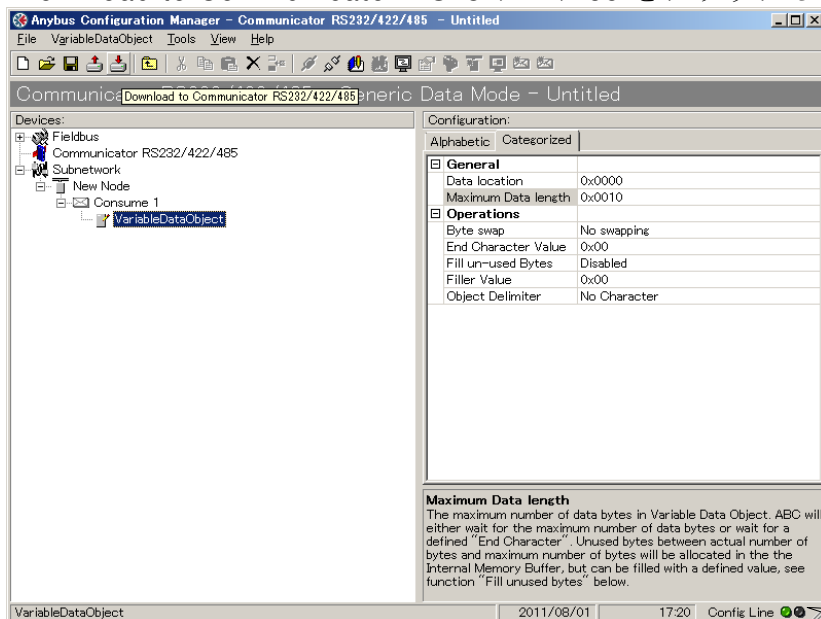 Anybus Configuration Manager - Communicator RS232/422/485 - Untitled
File VariableDataObject Tools View Help
Download to Communicator RS232/422/485
Generic Data Mode - Untitled
Devices:
Fieldbus
Communicator RS232/422/485
Subnetwork
New Node
Consume 1
VariableDataObject
Configuration:
Alphabetic Categorized
General
Data location 0x0000
Maximum Data length 0x0010
Operations
Byte swap No swapping
End Character Value 0x00
Fill un-used Bytes Disabled
Filler Value 0x00
Object Delimiter No Character
Maximum Data length
The maximum number of data bytes in Variable Data Object. ABC will
either wait for the maximum number of data bytes or wait for a
defined "End Character". Unused bytes between actual number of
bytes and maximum number of bytes will be allocated in the the
Internal Memory Buffer, but can be filled with a defined value, see
function "Fill unused bytes" below.
VariableDataObject 2011/08/01 17:20 Config Line